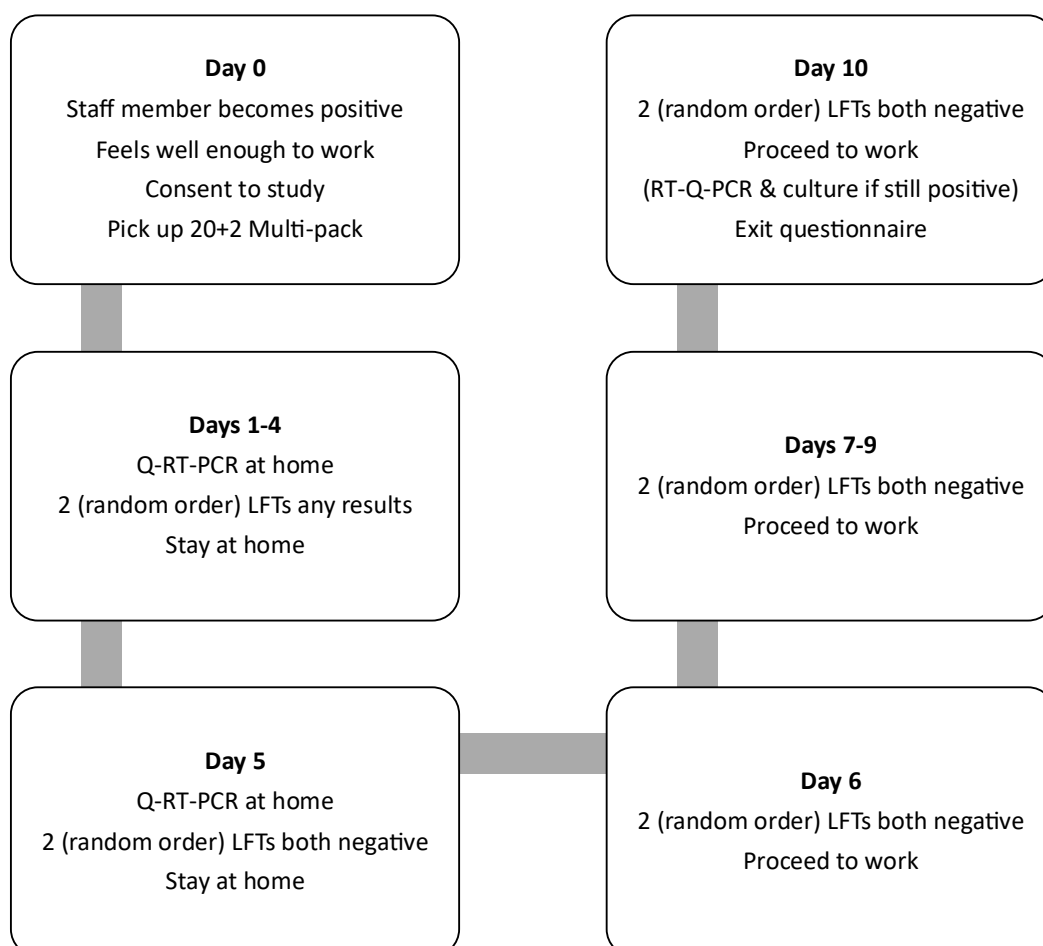 Day 0
Staff member becomes positive
Feels well enough to work
Consent to study
Pick up 20+2 Multi-pack
Days 1-4
Q-RT-PCR at home
2 (random order) LFTs any results
Stay at home
Day 5
Q-RT-PCR at home
2 (random order) LFTs both negative
Stay at home
Day 6
2 (random order) LFTs both negative
Proceed to work
Days 7-9
2 (random order) LFTs both negative
Proceed to work
Day 10
2 (random order) LFTs both negative
Proceed to work
(RT-Q-PCR & culture if still positive)
Exit questionnaire